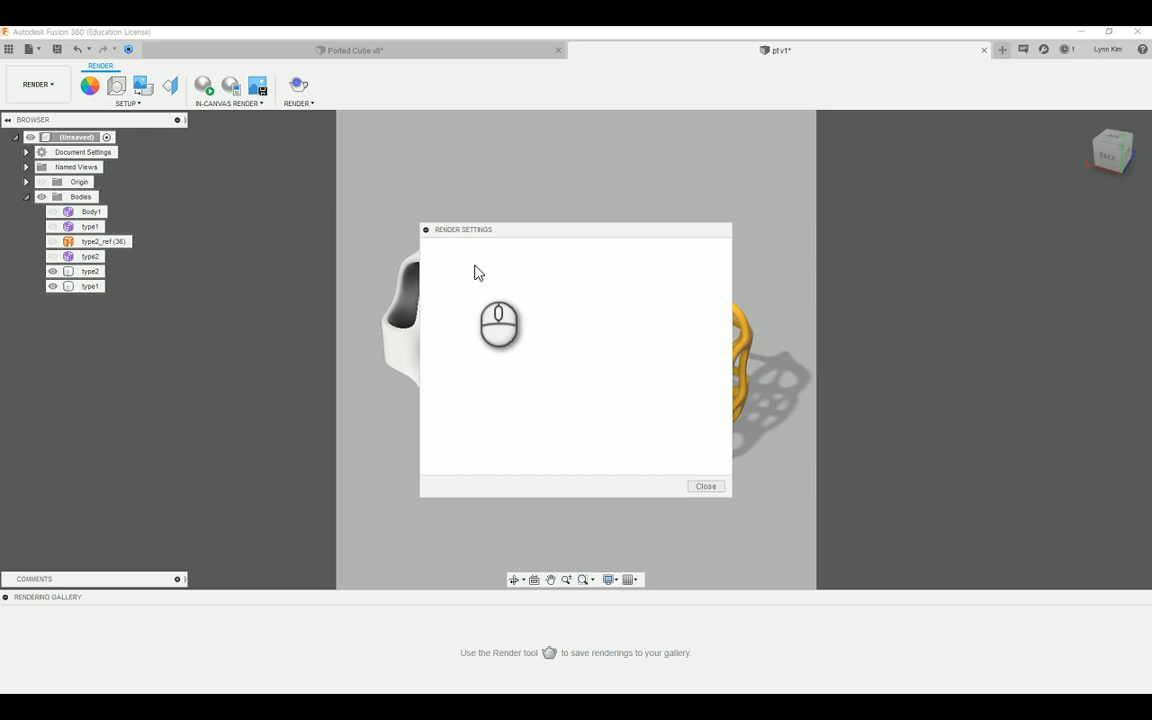 Autodesk Fusion 360 (Education License)
Ported Cutie v8*
pt v1*
1
Lynn Kim
RENDER
RENDER
SETUP
IN-CANVAS RENDER
RENDER
BROWSER
(Unsaved)
Document Settings
Named Views
Origin
Bodies
Body1
type1
type2_ref (36)
type2
type2
type1
BACK
RENDER SETTINGS
Close
COMMENTS
RENDERING GALLERY
Use the Render tool to save renderings to your gallery.